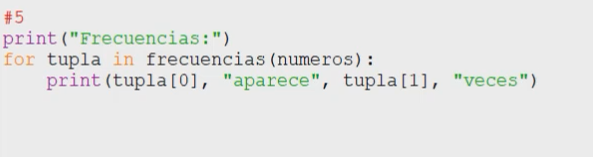 #5
print("Frecuencias:")
for tupla in frecuencias(numeros):
    print(tupla[0], "aparece", tupla[1], "veces")